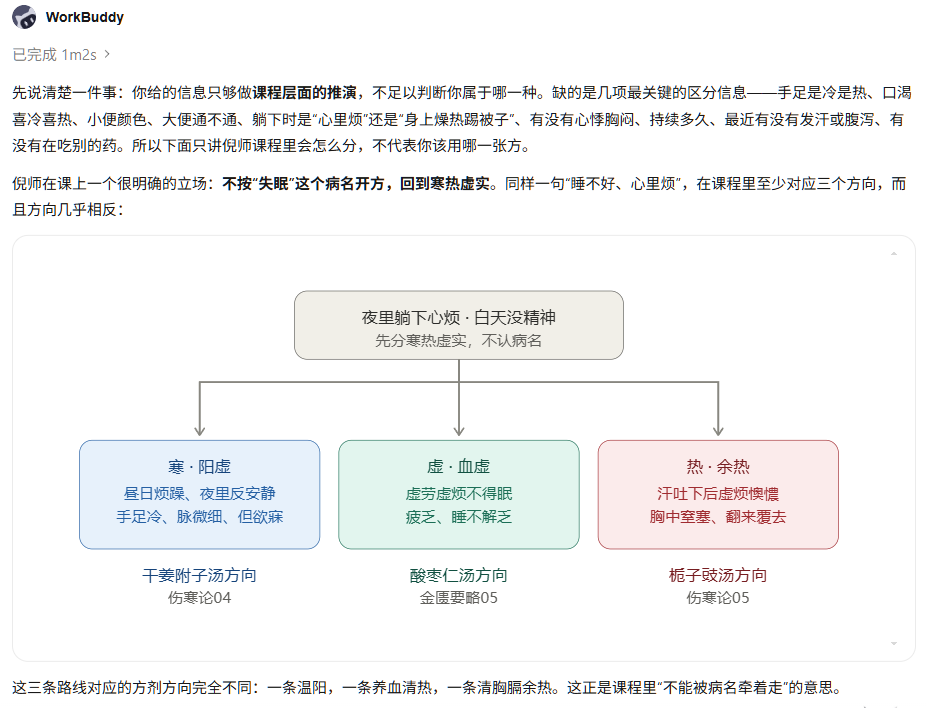 WorkBuddy
已完成 1m2s >
先说清楚一件事：你给的信息只够做课程层面的推演，不足以判断你属于哪一种。缺的是几项最关键的区分信息——手足是冷是热、口渴
喜冷喜热、小便颜色、大便通不通、躺下时是“心里烦”还是“身上燥热踢被子”、有没有心悸胸闷、持续多久、最近有没有发汗或腹泻、有
没有在吃别的药。所以下面只讲倪师课程里会怎么分，不代表你该用哪一张方。
倪师在课上一个很明确的立场：不按“失眠”这个病名开方，回到寒热虚实。同样一句“睡不好、心里烦”，在课程里至少对应三个方向，而
且方向几乎相反：
夜里躺下心烦 · 白天没精神
先分寒热虚实，不认病名
寒 · 阳虚
昼日烦躁、夜里反安静
手足冷、脉微细、但欲寐
干姜附子汤方向
伤寒论04
虚 · 血虚
虚劳虚烦不得眠
疲乏、睡不解乏
酸枣仁汤方向
金匮要略05
热 · 余热
汗吐下后虚烦懊憹
胸中窒塞、翻来覆去
栀子豉汤方向
伤寒论05
这三条路线对应的方剂方向完全不同：一条温阳，一条养血清热，一条清胸膈余热。这正是课程里“不能被病名牵着走”的意思。